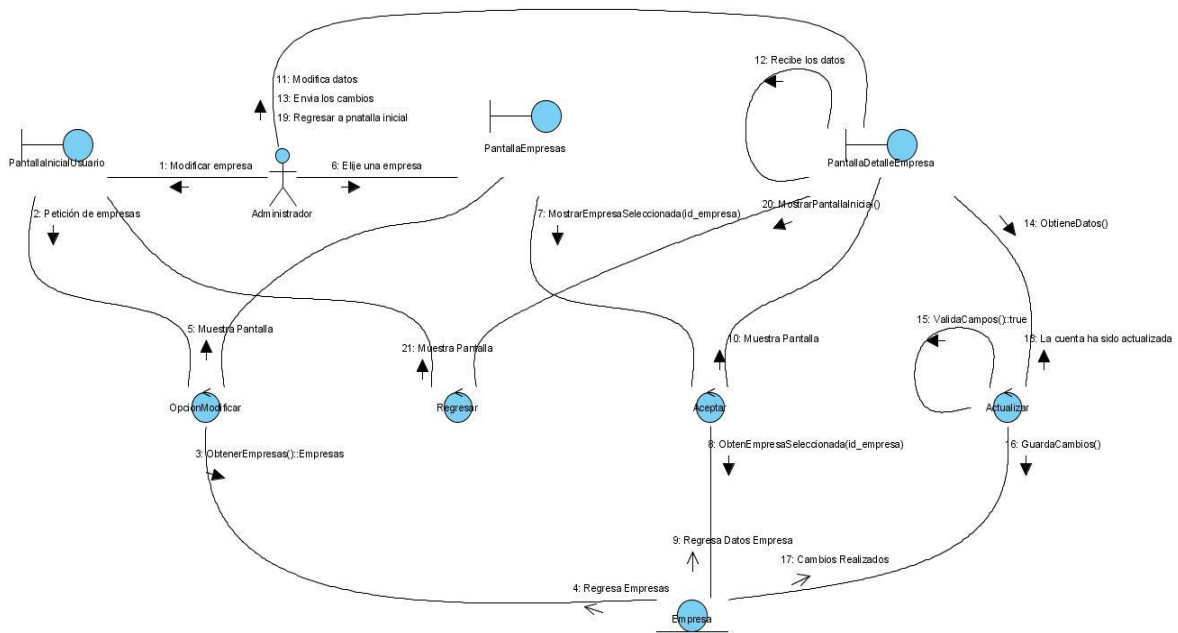 12: Recibe los datos
11: Modifica datos
13: Envia los cambios
19: Regresar a pnatalla inicial
PantallaInicialUsuario
PantallaEmpresas
PantallaDetalleEmpresa
1: Modificar empresa
6: Elije una empresa
Administrador
2: Petición de empresas
7: MostrarEmpresaSeleccionada(id_empresa)
20: MostrarPantallaInicial()
14: ObtieneDatos()
5: Muestra Pantalla
21: Muestra Pantalla
10: Muestra Pantalla
15: ValidaCampos()::true
18: La cuenta ha sido actualizada
OpcionModificar
Regresar
Aceptar
Actualizar
3: ObtenerEmpresas()::Empresas
8: ObtenEmpresaSeleccionada(id_empresa)
16: GuardaCambios()
9: Regresa Datos Empresa
17: Cambios Realizados
4: Regresa Empresas
Empresa